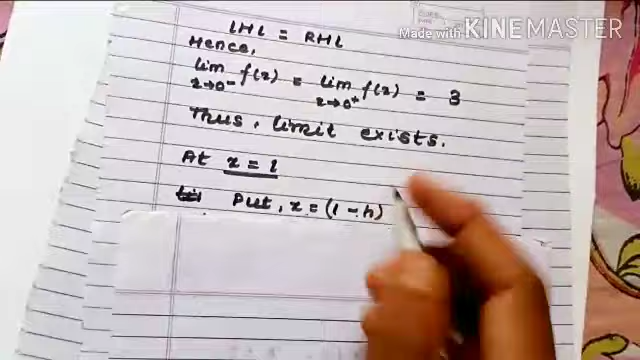 Made with KINEMASTER
LHL = RHL
Hence,
lim x→0⁻ f(x) = lim x→0⁺ f(x) = 3
Thus, limit exists.
At x = 1
Put, x = (1 - h)